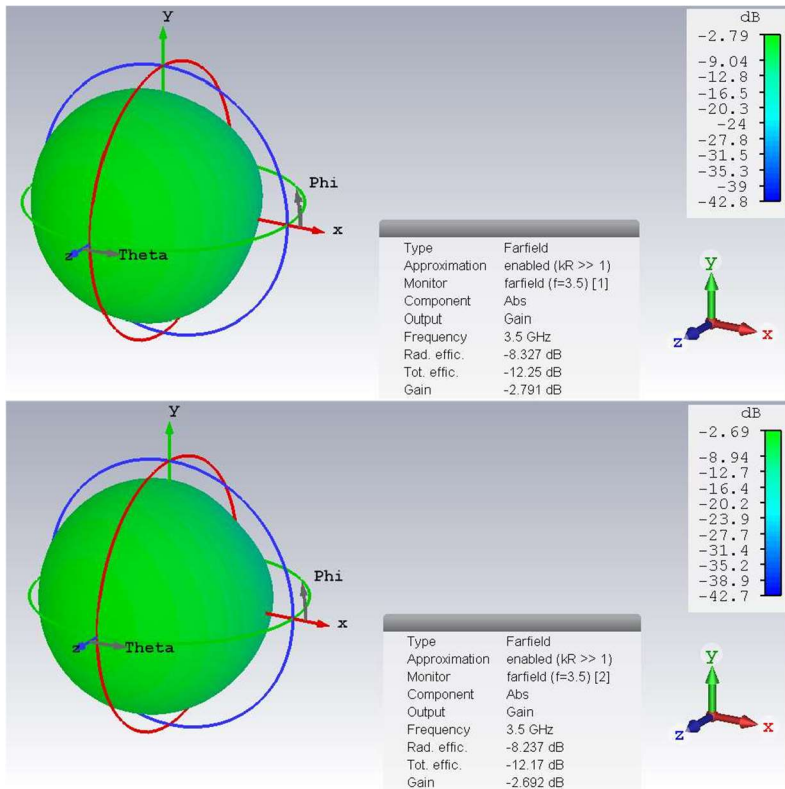 Y
dB
-2.79
-9.04
-12.8
-16.5
-20.3
-24
-27.8
-31.5
-35.3
-39
-42.8
Phi
x
z Theta
Type Farfield
Approximation enabled (kR >> 1)
Monitor farfield (f=3.5) [1]
Component Abs
Output Gain
Frequency 3.5 GHz
Rad. effic. -8.327 dB
Tot. effic. -12.25 dB
Gain -2.791 dB
y
z x
Y
dB
-2.69
-8.94
-12.7
-16.4
-20.2
-23.9
-27.7
-31.4
-35.2
-38.9
-42.7
Phi
x
z Theta
Type Farfield
Approximation enabled (kR >> 1)
Monitor farfield (f=3.5) [2]
Component Abs
Output Gain
Frequency 3.5 GHz
Rad. effic. -8.237 dB
Tot. effic. -12.17 dB
Gain -2.692 dB
y
z x